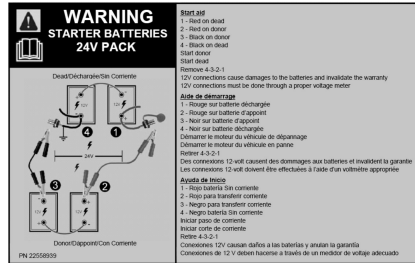 WARNING
STARTER BATTERIES
24V PACK
Dead/Déchargée/Sin Corriente
12V
12V
4
1
24V
3
2
12V
12V
Donor/Dáppoint/Con Corriente
PN 22558939
Start aid
1 - Red on dead
2 - Red on donor
3 - Black on donor
4 - Black on dead
Start donor
Start dead
Remove 4-3-2-1
12V connections cause damages to the batteries and invalidate the warranty
12V connections must be done through a proper voltage meter
Aide de démarrage
1 - Rouge sur batterie déchargée
2 - Rouge sur batterie d'appoint
3 - Noir sur batterie d'appoint
4 - Noir sur batterie déchargée
Démarrer le moteur du véhicule de dépannage
Démarrer le moteur du véhicule en panne
Retirer 4-3-2-1
Des connexions 12-volt causent des dommages aux batteries et invalident la garantie
Les connexions 12-volt doivent être effectuées à l'aide d'un voltmètre appropriée
Ayuda de Inicio
1 - Rojo batería Sin corriente
2 - Rojo para transferir corriente
3 - Negro para transferir corriente
4 - Negro batería Sin corriente
Iniciar paso de corriente
Iniciar corte de corriente
Retire 4-3-2-1
Conexiones 12V causan daños a las baterías y anulan la garantía
Conexiones de 12 V deben hacerse a través de un medidor de voltaje adecuado